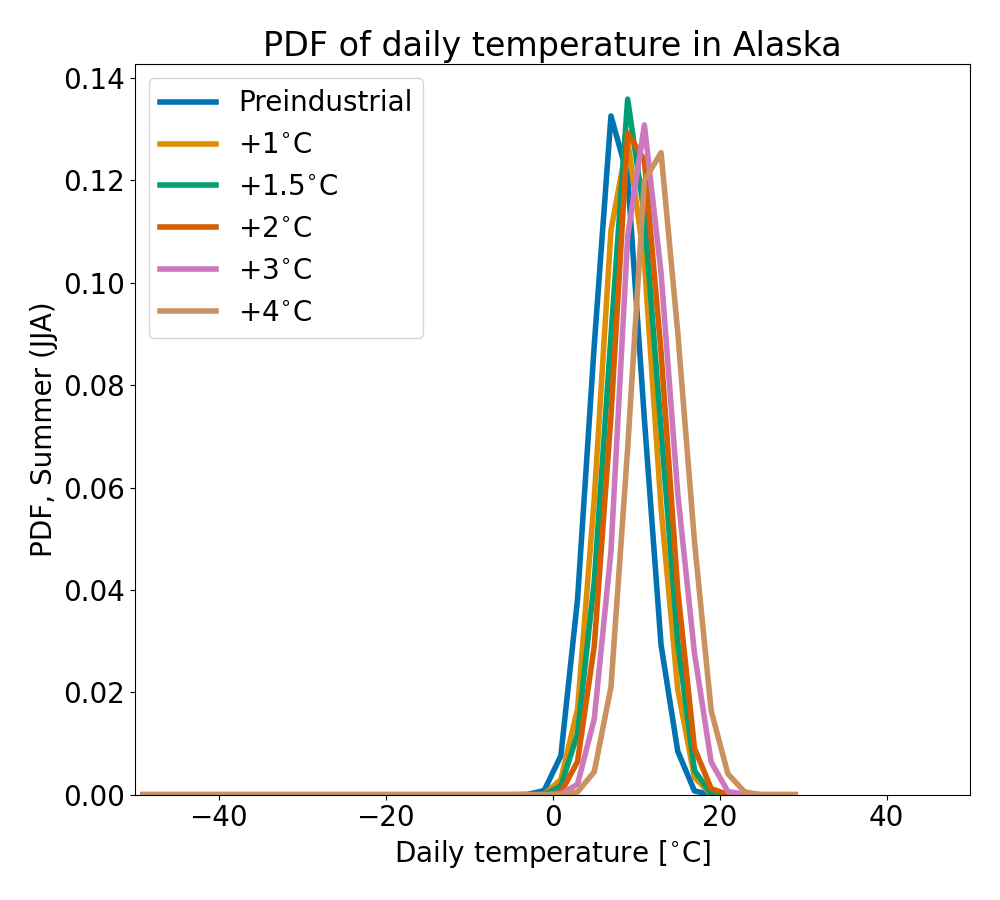 PDF of daily temperature in Alaska
0.14
0.12
0.10
0.08
0.06
0.04
0.02
0.00
PDF, Summer (JJA)
Preindustrial
+1°C
+1.5°C
+2°C
+3°C
+4°C
−40
−20
0
20
40
Daily temperature [°C]